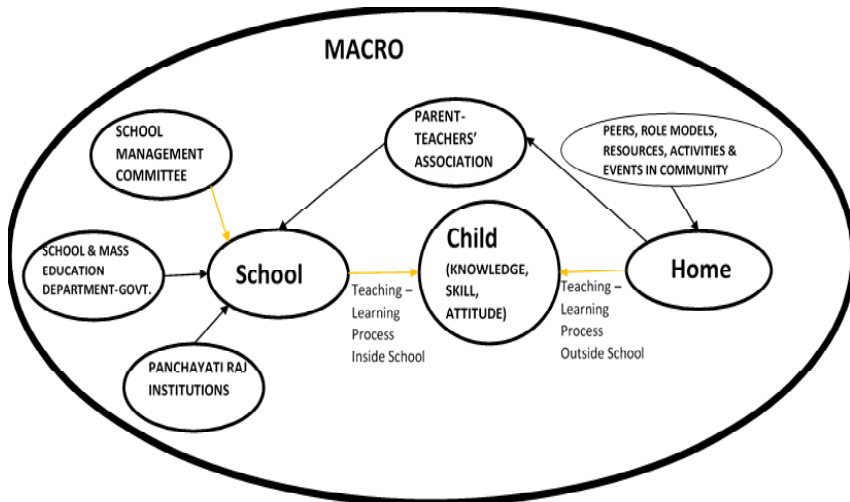 MACRO
SCHOOL
MANAGEMENT
COMMITTEE
PARENT-
TEACHERS'
ASSOCIATION
PEERS, ROLE MODELS,
RESOURCES, ACTIVITIES &
EVENTS IN COMMUNITY
SCHOOL & MASS
EDUCATION
DEPARTMENT-GOVT.
School
Child
(KNOWLEDGE,
SKILL,
ATTITUDE)
Home
Teaching –
Learning
Process
Inside School
Teaching –
Learning
Process
Outside School
PANCHAYATI RAJ
INSTITUTIONS